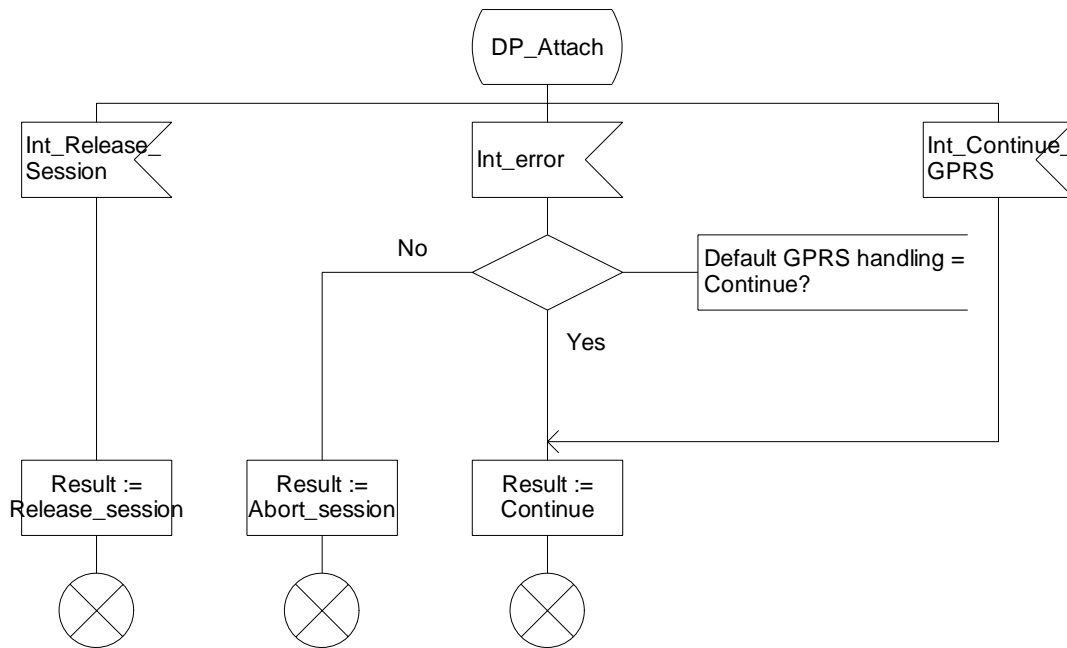 DP_Attach
Int_Release_
Session
Int_error
Int_Continue_
GPRS
No
Default GPRS handling =
Continue?
Yes
Result :=
Release_session
Result :=
Abort_session
Result :=
Continue